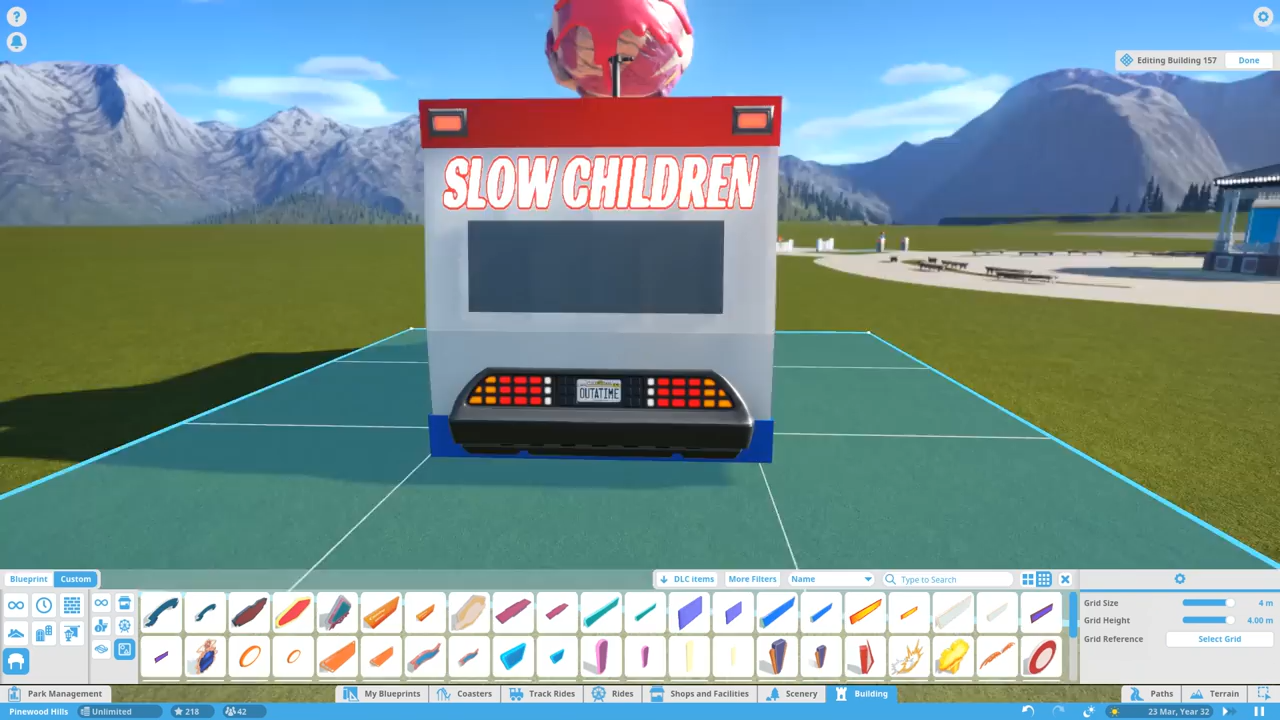 Editing Building 157
Done
SLOW CHILDREN
OUTATIME
Blueprint
Custom
DLC items
More Filters
Name
Type to Search
Grid Size
4 m
Grid Height
4.00 m
Grid Reference
Select Grid
Park Management
My Blueprints
Coasters
Track Rides
Rides
Shops and Facilities
Scenery
Building
Paths
Terrain
Pinewood Hills
Unlimited
218
42
23 Mar, Year 32